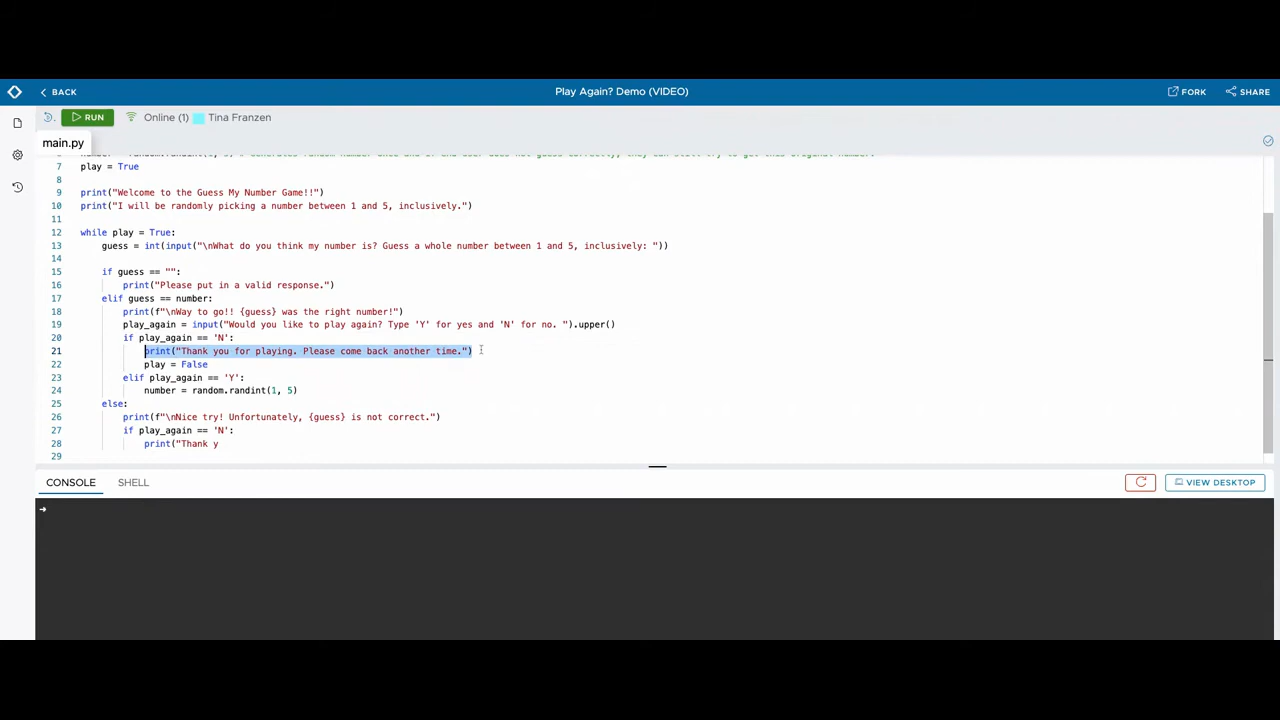 BACK
Play Again? Demo (VIDEO)
FORK
SHARE
RUN
Online (1)
Tina Franzen
main.py
7 play = True
8
9 print("Welcome to the Guess My Number Game!!")
10 print("I will be randomly picking a number between 1 and 5, inclusively.")
11
12 while play = True:
13 guess = int(input("\nWhat do you think my number is? Guess a whole number between 1 and 5, inclusively: "))
14
15 if guess == "":
16 print("Please put in a valid response.")
17 elif guess == number:
18 print(f"\nWay to go!! {guess} was the right number!")
19 play_again = input("Would you like to play again? Type 'Y' for yes and 'N' for no. ").upper()
20 if play_again == 'N':
21 print("Thank you for playing. Please come back another time.")
22 play = False
23 elif play_again == 'Y':
24 number = random.randint(1, 5)
25 else:
26 print(f"\nNice try! Unfortunately, {guess} is not correct.")
27 if play_again == 'N':
28 print("Thank y
29
CONSOLE
SHELL
VIEW DESKTOP